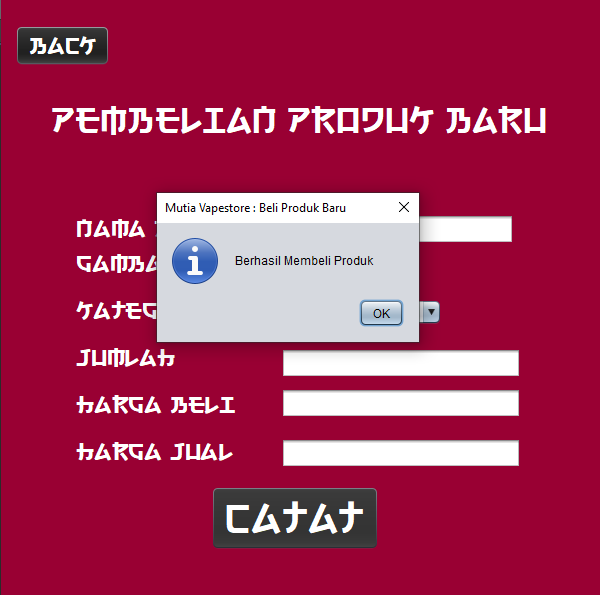 BACK
PEMBELIAN PRODUK BARU
Mutia Vapestore : Beli Produk Baru
NAMA
Berhasil Membeli Produk
OK
JUMLAH
HARGA BELI
HARGA JUAL
CATAT